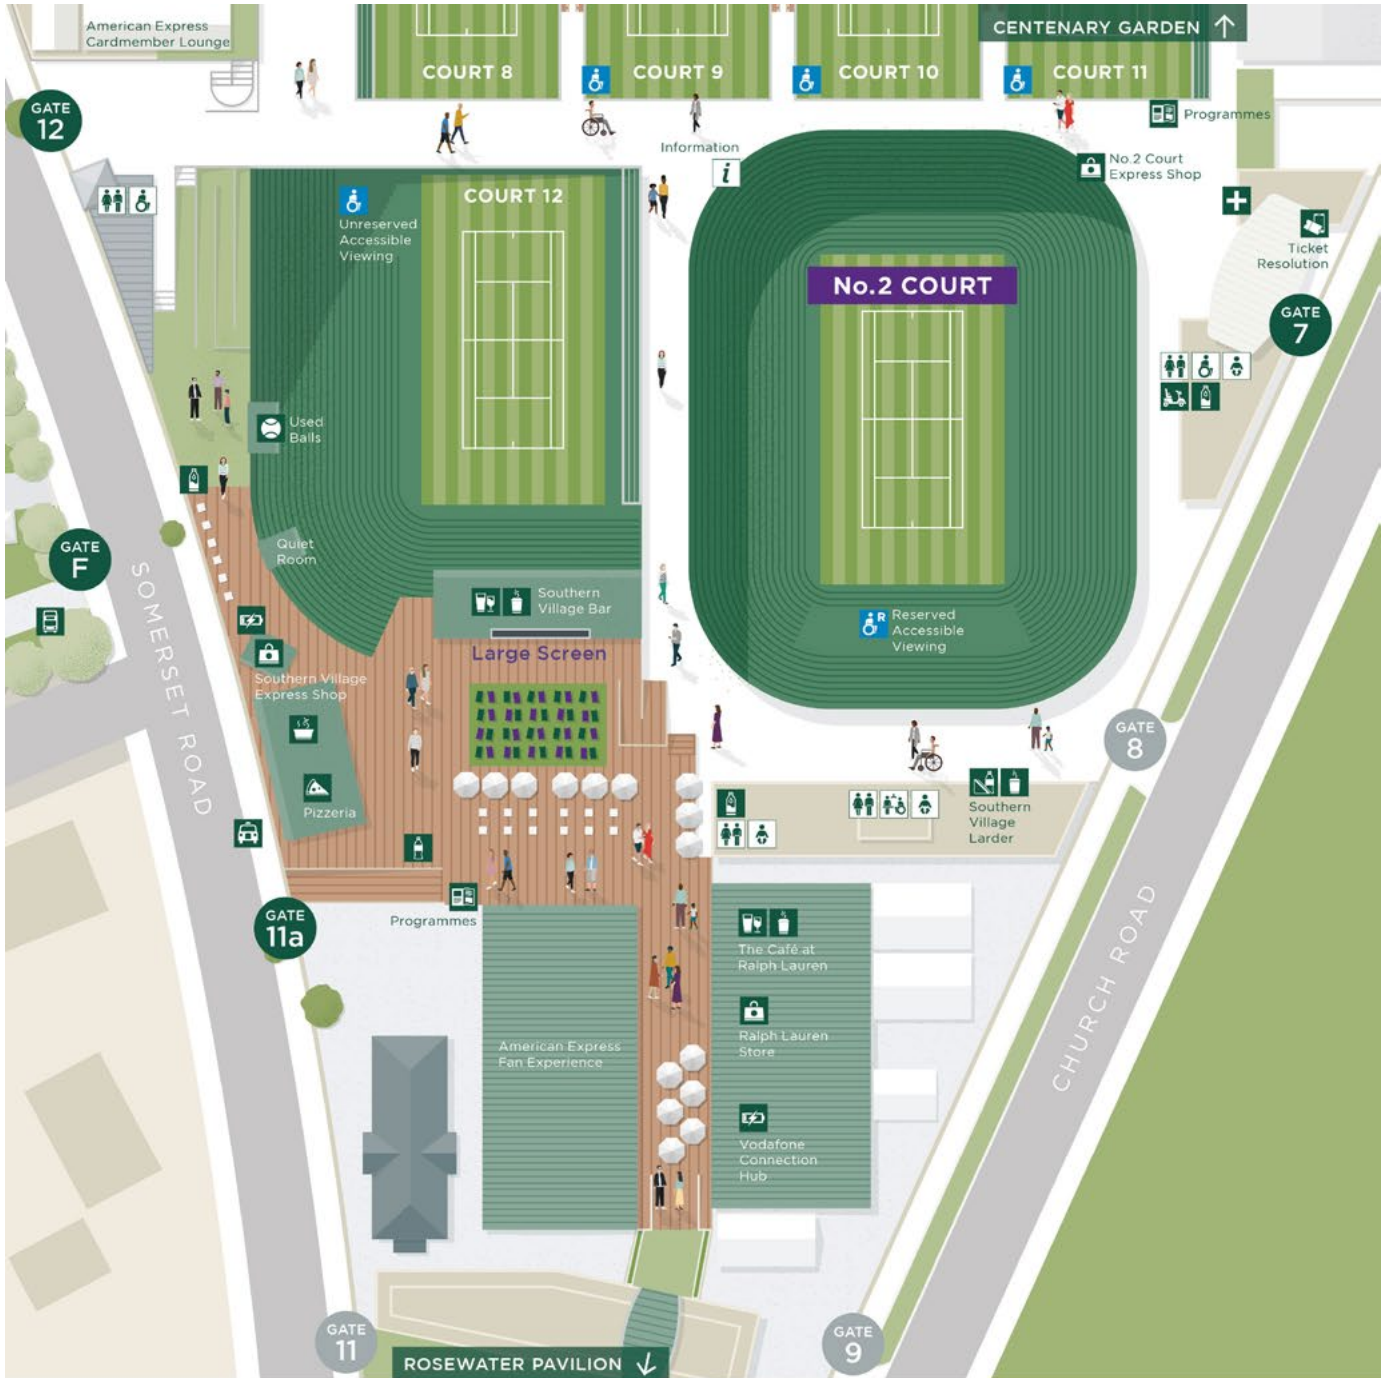 American Express
Cardmember Lounge
CENTENARY GARDEN
COURT 8
COURT 9
COURT 10
COURT 11
GATE
12
Programmes
Information
i
No.2 Court
Express Shop
COURT 12
Unreserved
Accessible
Viewing
Ticket
Resolution
No.2 COURT
GATE
7
Used
Balls
Quiet
Room
GATE
F
SOMERSET ROAD
Southern
Village Bar
Large Screen
R
Reserved
Accessible
Viewing
Southern Village
Express Shop
Pizzeria
GATE
8
Southern
Village
Larder
GATE
11a
Programmes
The Café at
Ralph Lauren
Ralph Lauren
Store
American Express
Fan Experience
CHURCH ROAD
Vodafone
Connection
Hub
GATE
11
GATE
9
ROSEWATER PAVILION